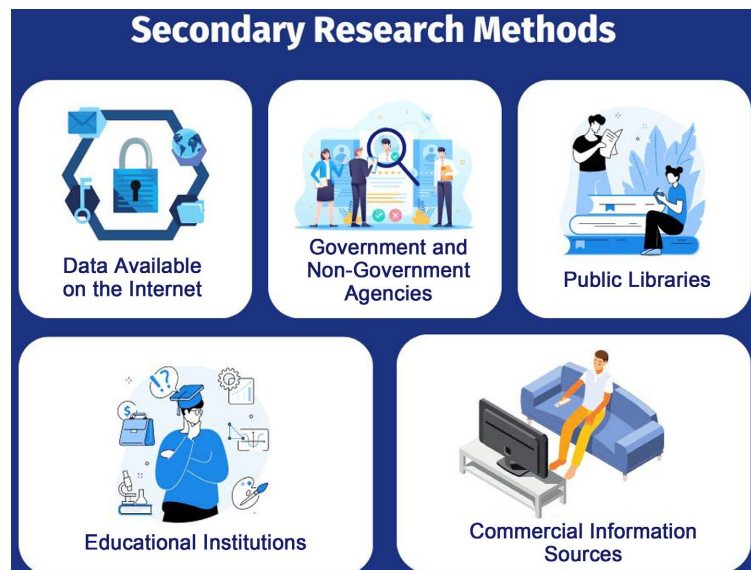 Secondary Research Methods
Data Available
on the Internet
Government and
Non-Government
Agencies
Public Libraries
!?
$
Educational Institutions
Commercial Information
Sources